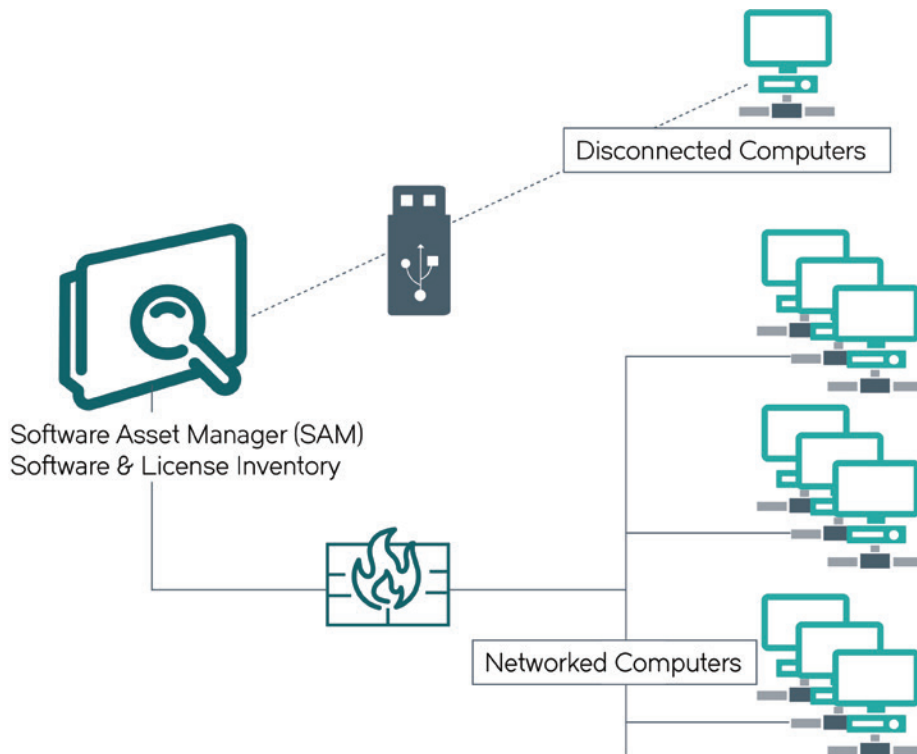 Disconnected Computers
Software Asset Manager (SAM)
Software & License Inventory
Networked Computers